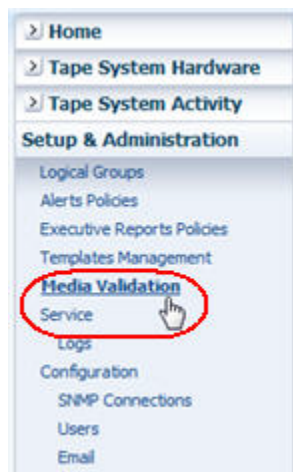 Home
Tape System Hardware
Tape System Activity
Setup & Administration
Logical Groups
Alerts Policies
Executive Reports Policies
Templates Management
Media Validation
Service
Logs
Configuration
SNMP Connections
Users
Email